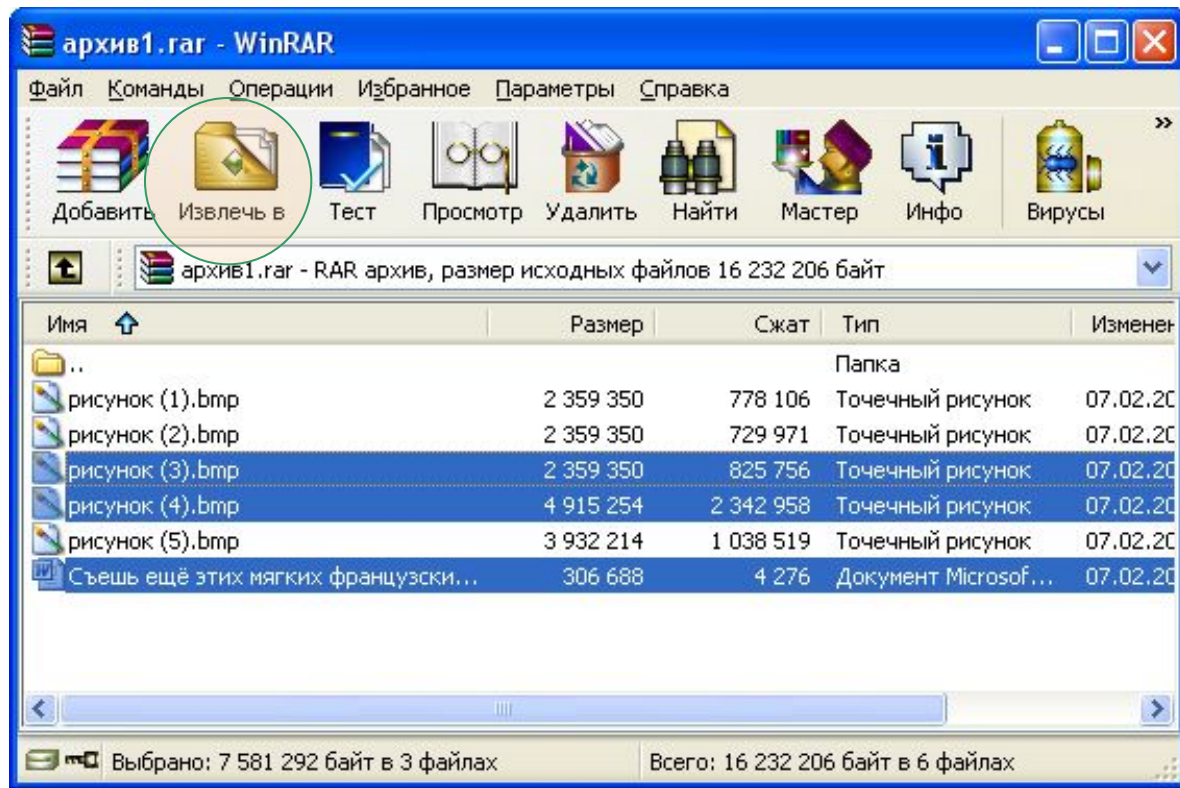 архив1.rar - WinRAR
Файл Команды Операции Избранное Параметры Справка
Добавить Извлечь в Тест Просмотр Удалить Найти Мастер Инфо Вирусы
архив1.rar - RAR архив, размер исходных файлов 16 232 206 байт
Имя Размер Сжат Тип Изменен
.. Папка
рисунок (1).bmp 2 359 350 778 106 Точечный рисунок 07.02.20
рисунок (2).bmp 2 359 350 729 971 Точечный рисунок 07.02.20
рисунок (3).bmp 2 359 350 825 756 Точечный рисунок 07.02.20
рисунок (4).bmp 4 915 254 2 342 958 Точечный рисунок 07.02.20
рисунок (5).bmp 3 932 214 1 038 519 Точечный рисунок 07.02.20
Съешь ещё этих мягких французски... 306 688 4 276 Документ Microsof... 07.02.20
Выбрано: 7 581 292 байт в 3 файлах Всего: 16 232 206 байт в 6 файлах